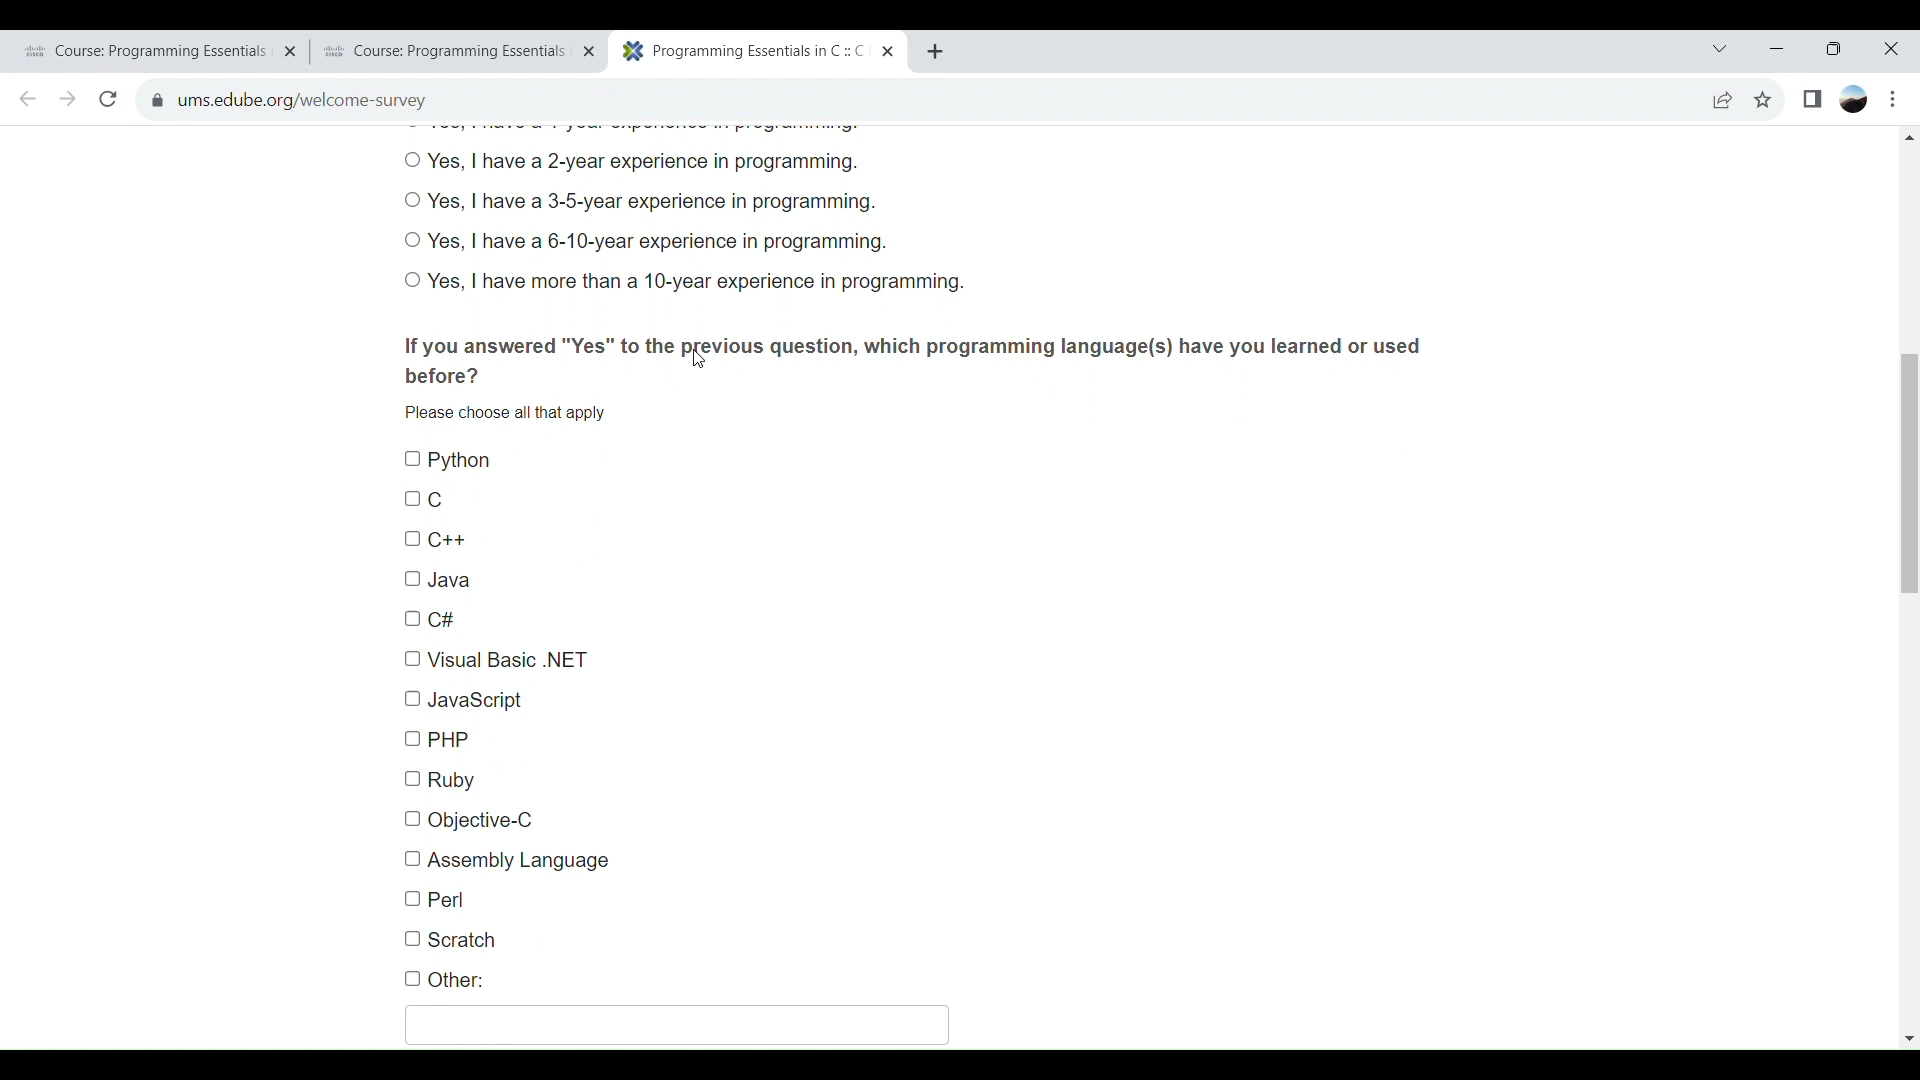 Course: Programming Essentials
Course: Programming Essentials
Programming Essentials in C :: C
ums.edube.org/welcome-survey
Yes, I have a 2-year experience in programming.
Yes, I have a 3-5-year experience in programming.
Yes, I have a 6-10-year experience in programming.
Yes, I have more than a 10-year experience in programming.
If you answered "Yes" to the previous question, which programming language(s) have you learned or used
before?
Please choose all that apply
Python
C
C++
Java
C#
Visual Basic .NET
JavaScript
PHP
Ruby
Objective-C
Assembly Language
Perl
Scratch
Other: